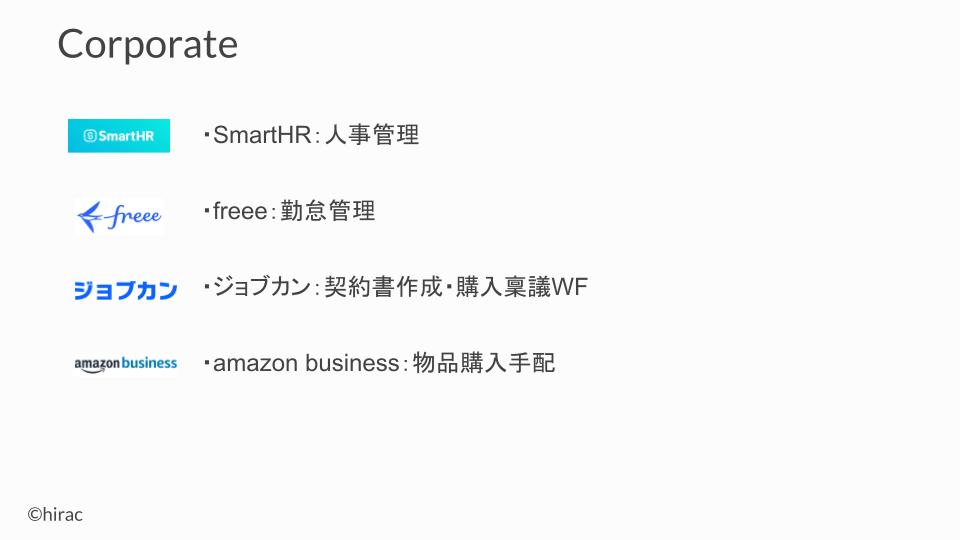 Corporate
SmartHR
・SmartHR：人事管理
freee
・freee：勤怠管理
ジョブカン
・ジョブカン：契約書作成・購入稟議WF
amazon business
・amazon business：物品購入手配
©hirac